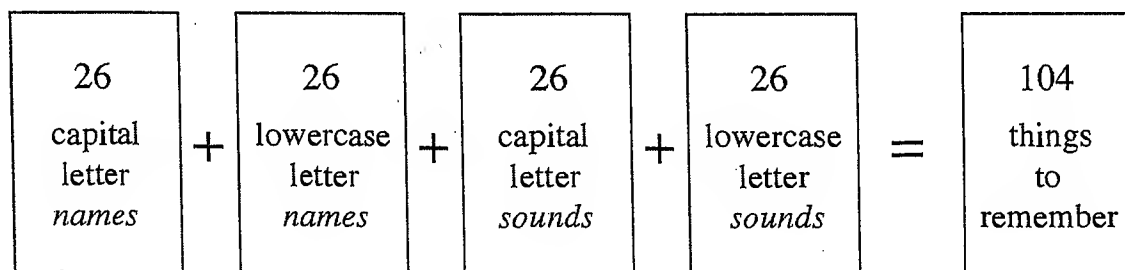 26 + 26 + 26 + 26 = 104
capital lowercase capital lowercase things
letter letter letter letter to
names names sounds sounds remember